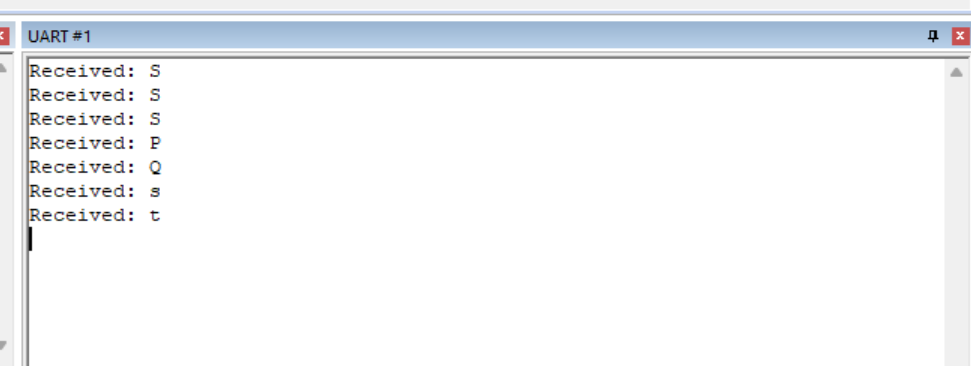 UART #1
Received: S
Received: S
Received: S
Received: P
Received: Q
Received: s
Received: t